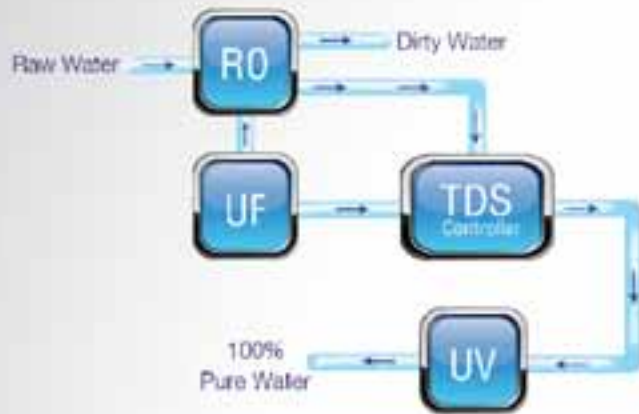 Raw Water
RO
Dirty Water
UF
TDS
Controller
100%
Pure Water
UV